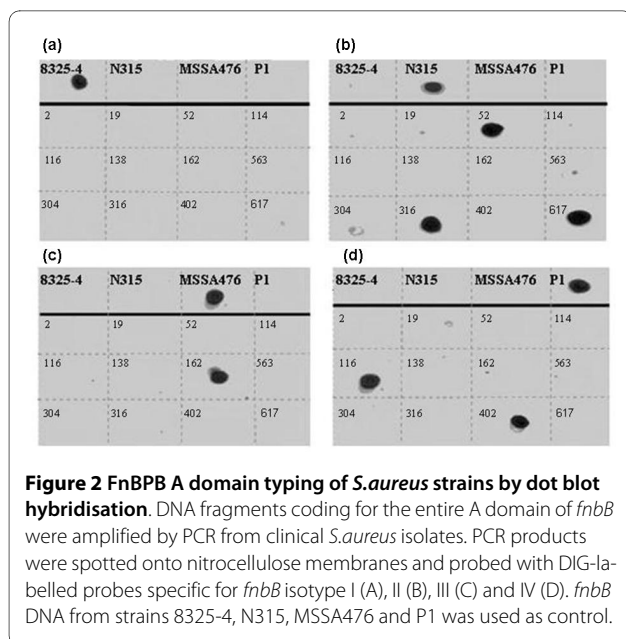 (a)
8325-4 N315 MSSA476 P1
2 19 52 114
116 138 162 563
304 316 402 617
(b)
8325-4 N315 MSSA476 P1
2 19 52 114
116 138 162 563
304 316 402 617
(c)
8325-4 N315 MSSA476 P1
2 19 52 114
116 138 162 563
304 316 402 617
(d)
8325-4 N315 MSSA476 P1
2 19 52 114
116 138 162 563
304 316 402 617
Figure 2 FnBPB A domain typing of S.aureus strains by dot blot
hybridisation. DNA fragments coding for the entire A domain of fnbB
were amplified by PCR from clinical S.aureus isolates. PCR products
were spotted onto nitrocellulose membranes and probed with DIG-la-
belled probes specific for fnbB isotype I (A), II (B), III (C) and IV (D). fnbB
DNA from strains 8325-4, N315, MSSA476 and P1 was used as control.